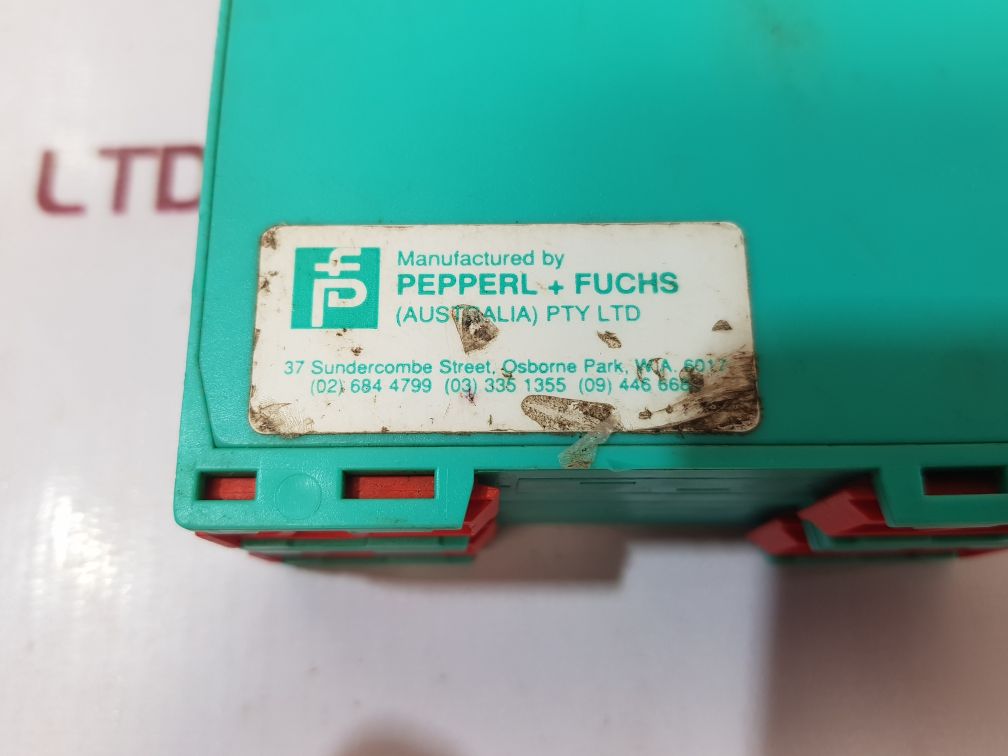 LTD
Manufactured by
PEPPERL + FUCHS
(AUSTRALIA) PTY LTD
37 Sundercombe Street, Osborne Park, W.A. 6017
(02) 684 4799 (03) 335 1355 (09) 446